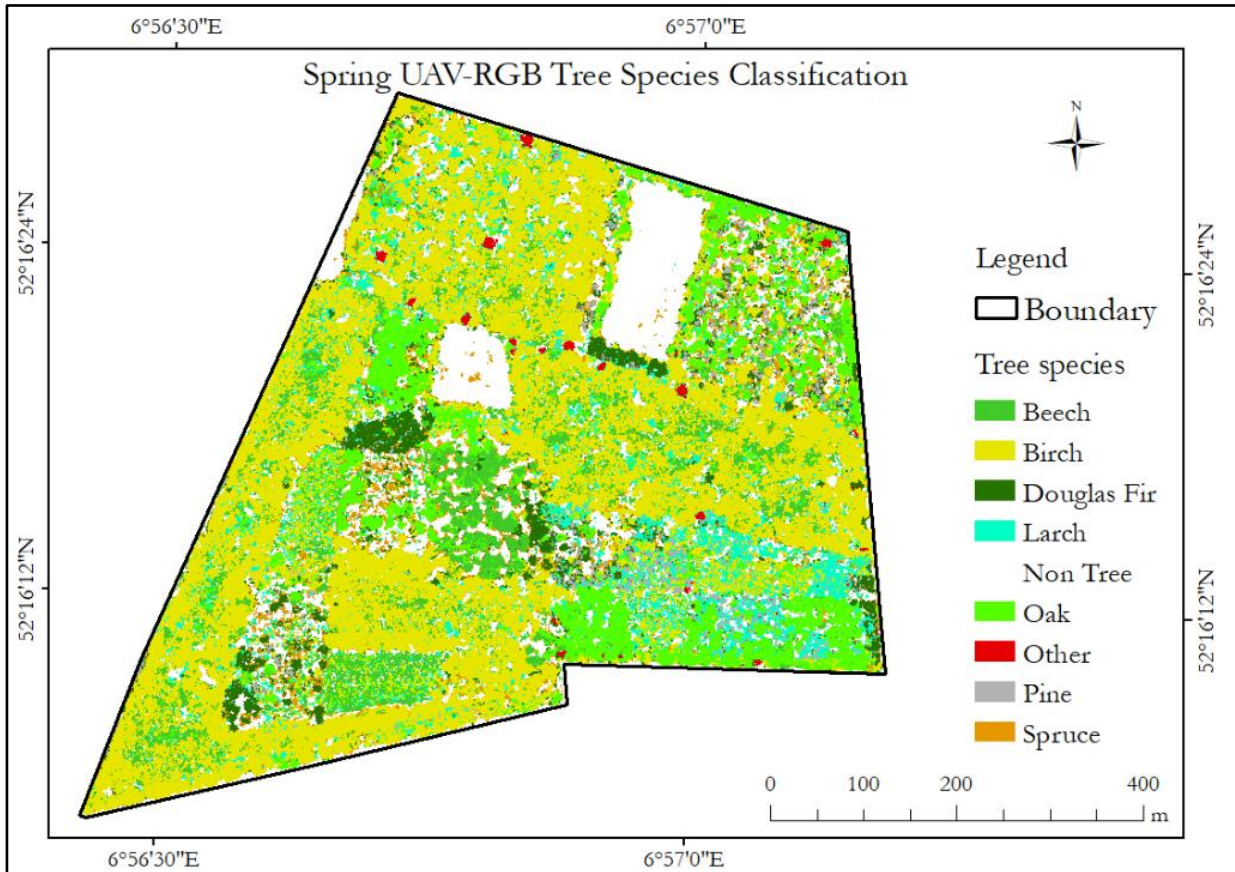 6°56'30"E 6°57'0"E
Spring UAV-RGB Tree Species Classification
N
52°16'24"N 52°16'24"N
Legend
Boundary
Tree species
Beech
Birch
Douglas Fir
Larch
Non Tree
Oak
Other
Pine
Spruce
52°16'12"N 52°16'12"N
0 100 200 400
m
6°56'30"E 6°57'0"E